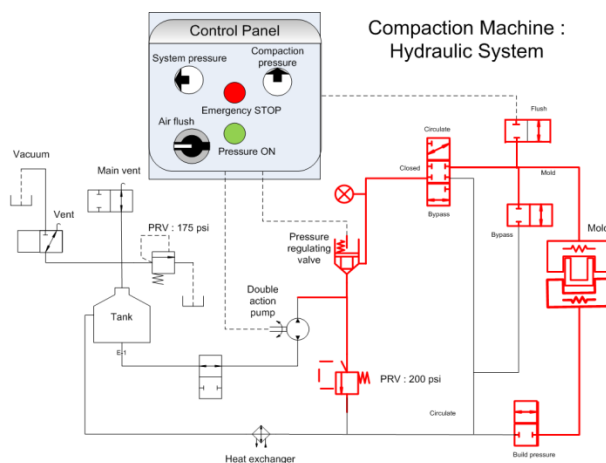 Control Panel
System pressure
Compaction
pressure
Emergency STOP
Air flush
Pressure ON
Compaction Machine :
Hydraulic System
Flush
Circulate
Vacuum
Main vent
Closed
Mold
Vent
PRV : 175 psi
Bypass
Bypass
Mold
Pressure
regulating
valve
Double
action
pump
Tank
E-1
PRV : 200 psi
Circulate
Heat exchanger
Build pressure